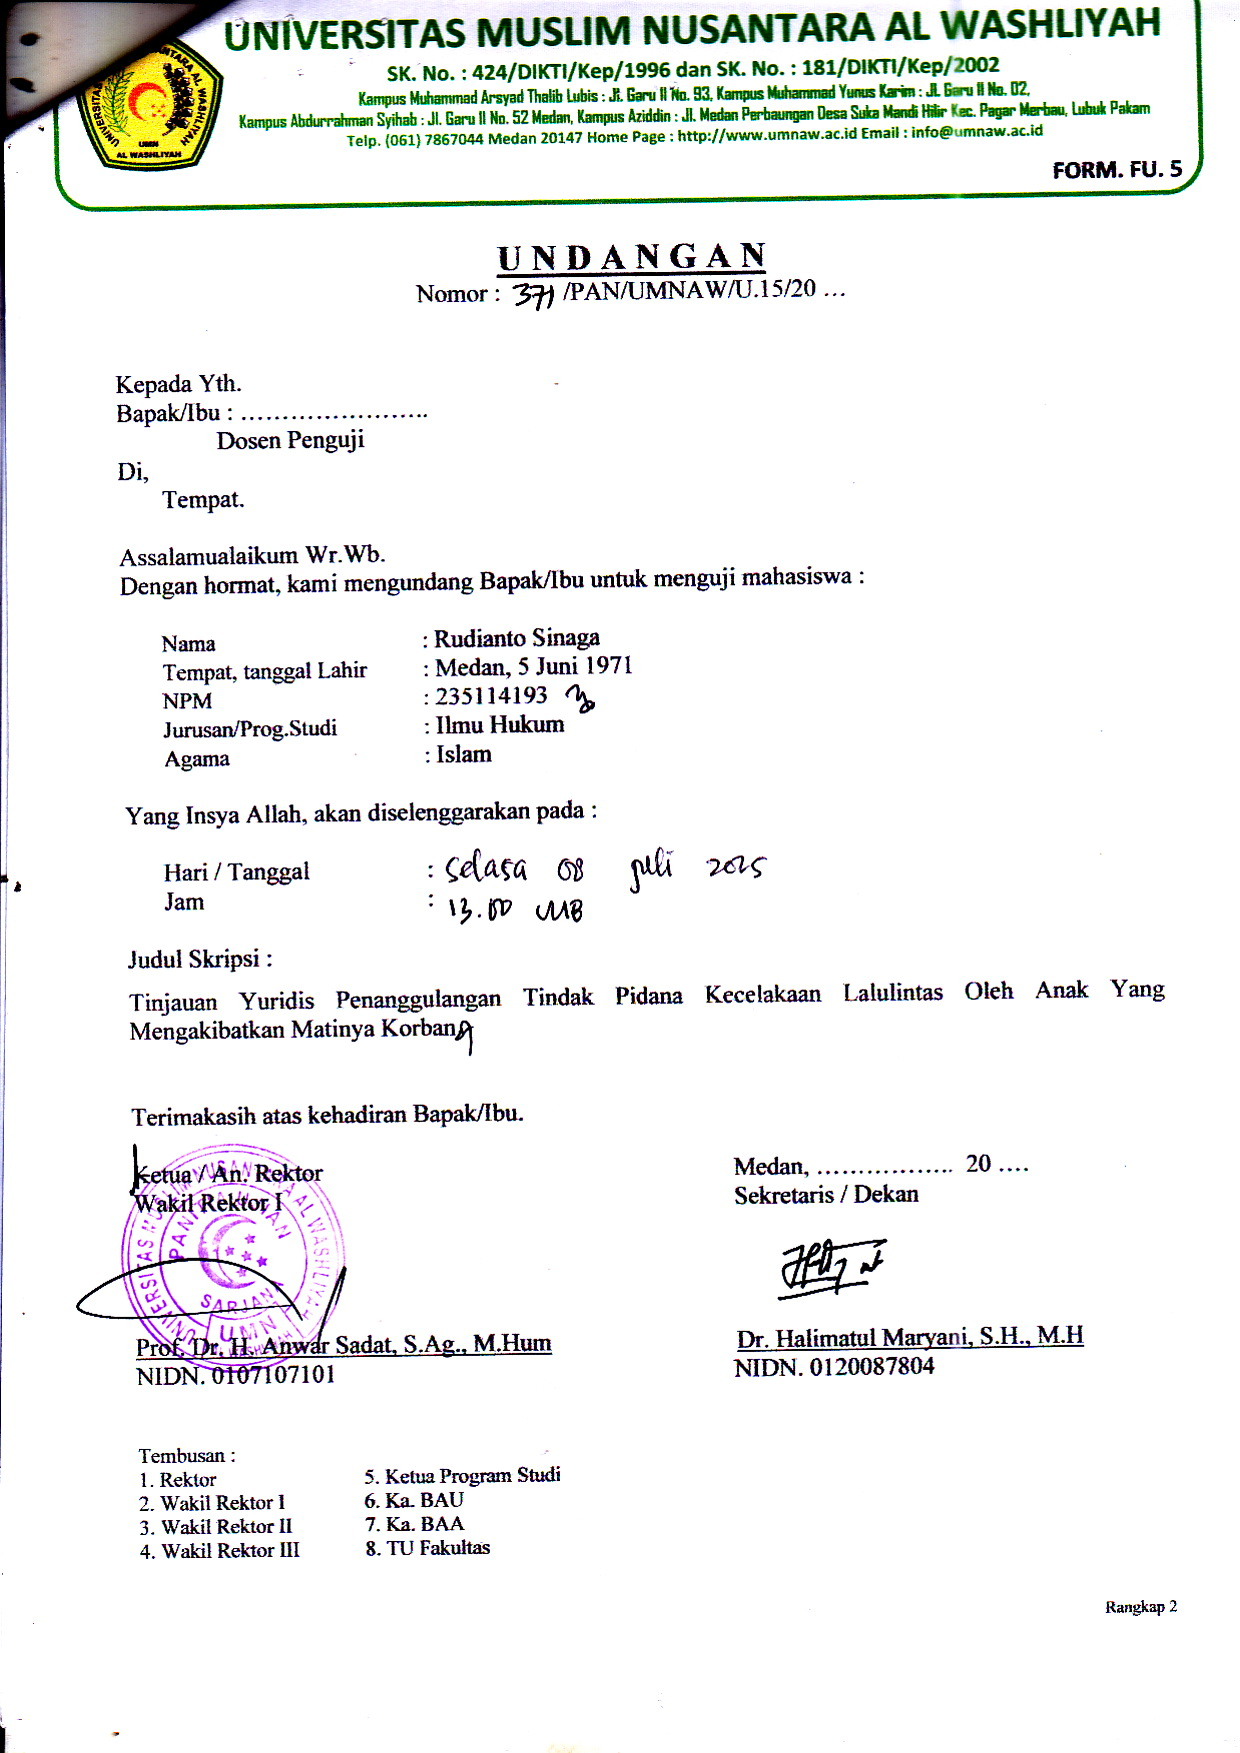 UNIVERSITAS MUSLIM NUSANTARA AL WASHLIYAH
SK. No. : 424/DIKTI/Kep/1996 dan SK. No. : 181/DIKTI/Kep/2002
Kampus Muhammad Arsyad Thalib Lubis : Jl. Garu II No. 93, Kampus Muhammad Yunus Karim : Jl. Garu II No. 02,
Kampus Abdurrahman Syihab : Jl. Garu II No. 52 Medan, Kampus Aziddin : Jl. Medan Perbaungan Desa Suka Mandi Hilir Kec. Pagar Merbau, Lubuk Pakam
Telp. (061) 7867044 Medan 20147 Home Page : http://www.umnaw.ac.id Email : info@umnaw.ac.id
UMN
AL WASHLIYAH
FORM. FU. 5
UNDANGAN
Nomor : 371 /PAN/UMNAW/U.15/20 ...
Kepada Yth.
Bapak/Ibu : .......................
Dosen Penguji
Di,
Tempat.
Assalamualaikum Wr.Wb.
Dengan hormat, kami mengundang Bapak/Ibu untuk menguji mahasiswa :
Nama : Rudianto Sinaga
Tempat, tanggal Lahir : Medan, 5 Juni 1971
NPM : 235114193
Jurusan/Prog.Studi : Ilmu Hukum
Agama : Islam
Yang Insya Allah, akan diselenggarakan pada :
Hari / Tanggal : Selasa 08 Juli 2025
Jam : 13.00 WIB
Judul Skripsi :
Tinjauan Yuridis Penanggulangan Tindak Pidana Kecelakaan Lalulintas Oleh Anak Yang
Mengakibatkan Matinya Korban
Terimakasih atas kehadiran Bapak/Ibu.
Ketua / An. Rektor
Wakil Rektor I
PANITIA UJIAN
SARJANA
UMN
Prof. Dr. H. Anwar Sadat, S.Ag., M.Hum
NIDN. 0107107101
Medan, ................. 20 ....
Sekretaris / Dekan
Dr. Halimatul Maryani, S.H., M.H
NIDN. 0120087804
Tembusan :
1. Rektor
2. Wakil Rektor I
3. Wakil Rektor II
4. Wakil Rektor III
5. Ketua Program Studi
6. Ka. BAU
7. Ka. BAA
8. TU Fakultas
Rangkap 2